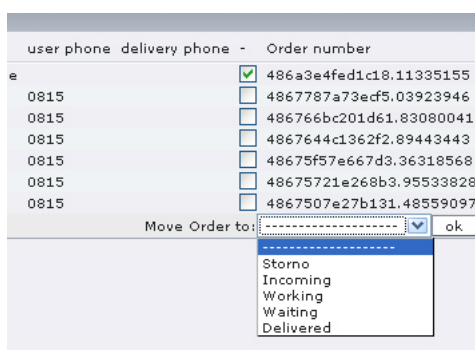 user phone delivery phone - Order number
e 486a3e4fed1c18.11335155
0815 4867787a73ecf5.03923946
0815 486766bc201d61.83080041
0815 4867644c1362f2.89443443
0815 48675f57e667d3.36318568
0815 48675721e268b3.95533828
0815 4867507e27b131.48559097
Move Order to: -------------------- ok
--------------------
Storno
Incoming
Working
Waiting
Delivered